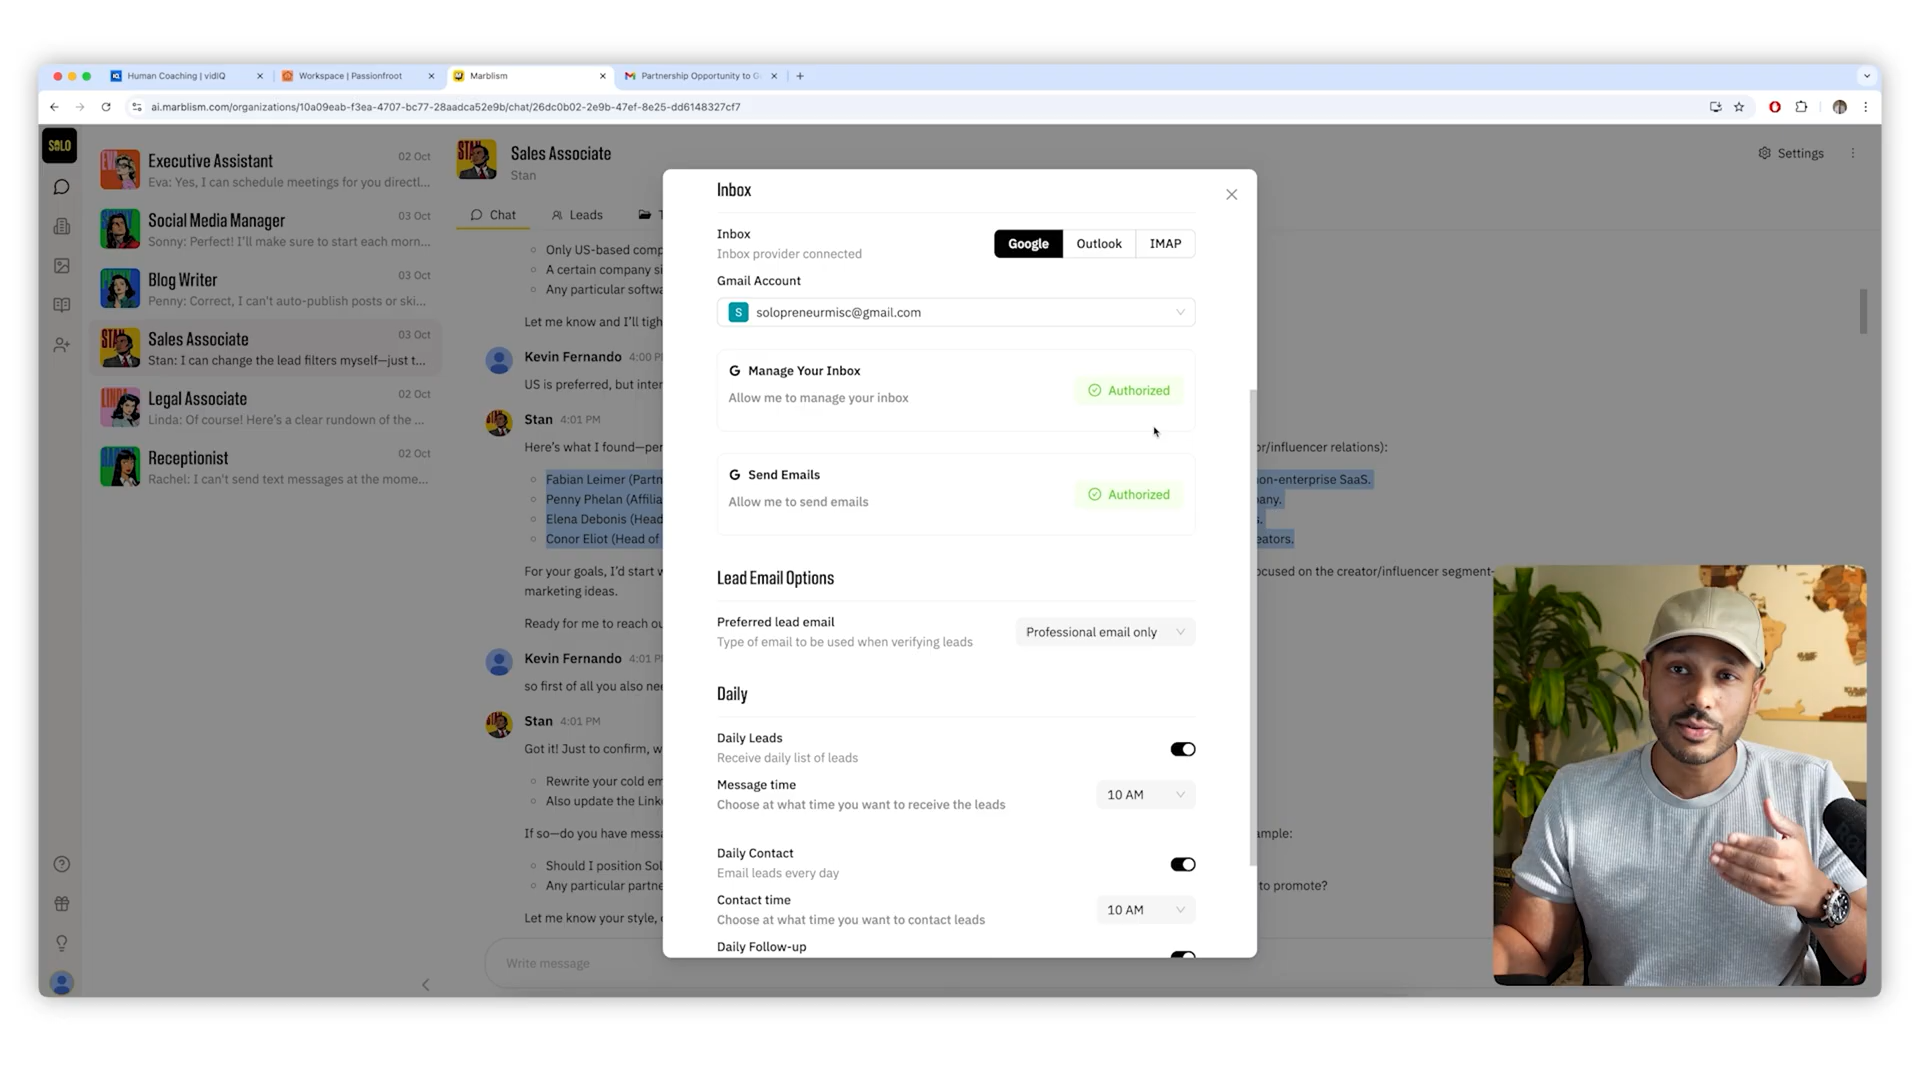 Human Coaching | vidIQ
Workspace | Passionfroot
Marblism
Partnership Opportunity to G
ai.marblism.com/organizations/10a09eab-f3ea-4707-bc77-28aadca52e9b/chat/26dc0b02-2e9b-47ef-8e25-dd6148327cf7
SOLO
Executive Assistant
02 Oct
Eva: Yes, I can schedule meetings for you directl...
Social Media Manager
03 Oct
Sonny: Perfect! I'll make sure to start each morn...
Blog Writer
03 Oct
Penny: Correct, I can't auto-publish posts or ski...
STAN
Sales Associate
03 Oct
Stan: I can change the lead filters myself—just t...
LINDA
Legal Associate
02 Oct
Linda: Of course! Here's a clear rundown of the ...
Receptionist
02 Oct
Rachel: I can't send text messages at the mome...
STAN
Sales Associate
Stan
Settings
Chat
Leads
Only US-based comp
A certain company si
Any particular softwa
Let me know and I'll tigh
Kevin Fernando 4:00 P
US is preferred, but inter
Stan 4:01 PM
Here's what I found—per
or/influencer relations):
Fabian Leimer (Partn
non-enterprise SaaS.
Penny Phelan (Affilia
pany.
Elena Debonis (Head
s.
Conor Eliot (Head of
eators.
For your goals, I'd start w
ocused on the creator/influencer segment-
marketing ideas.
Ready for me to reach ou
Kevin Fernando 4:01 P
so first of all you also nee
Stan 4:01 PM
Got it! Just to confirm, w
Rewrite your cold em
Also update the Linke
If so—do you have messa
ample:
Should I position Sol
Any particular partne
to promote?
Let me know your style,
Write message
Inbox
Inbox
Inbox provider connected
Google
Outlook
IMAP
Gmail Account
S
solopreneurmisc@gmail.com
G Manage Your Inbox
Allow me to manage your inbox
Authorized
G Send Emails
Allow me to send emails
Authorized
Lead Email Options
Preferred lead email
Type of email to be used when verifying leads
Professional email only
Daily
Daily Leads
Receive daily list of leads
Message time
Choose at what time you want to receive the leads
10 AM
Daily Contact
Email leads every day
Contact time
Choose at what time you want to contact leads
10 AM
Daily Follow-up